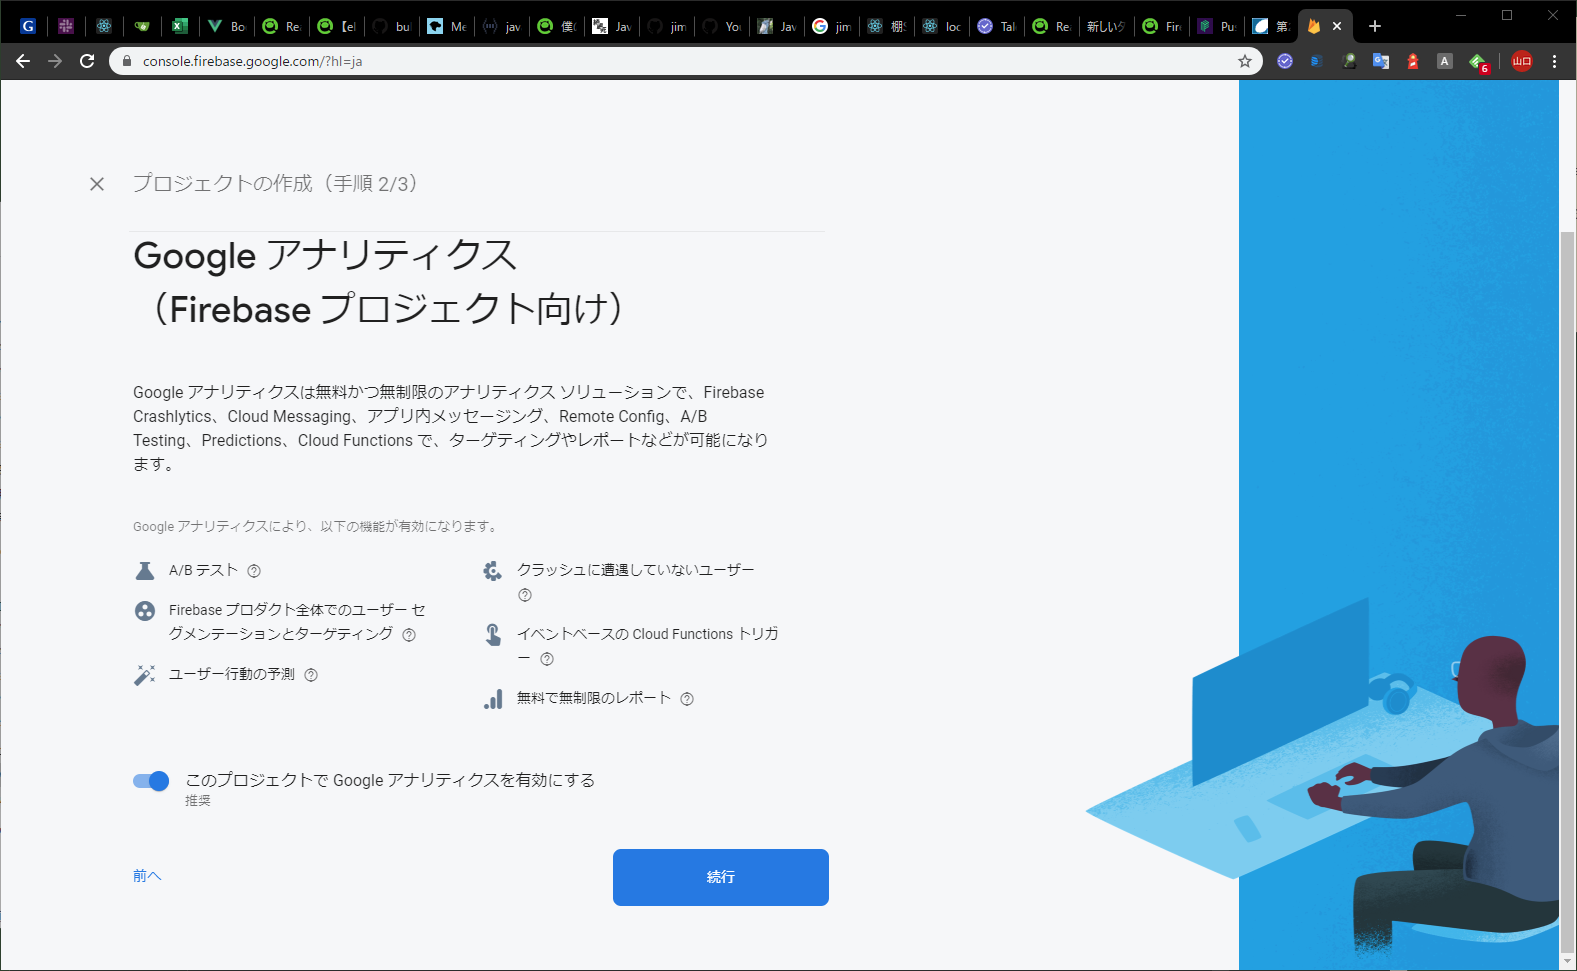 Bo
Re
【el
bu
Me
jav
僕(
Jav
jim
Yo
Jav
jim
棚S
loc
Tal
Re
新しいタ
Fire
Pu
第
console.firebase.google.com/?hl=ja
6
山口
プロジェクトの作成（手順 2/3）
Google アナリティクス
（Firebase プロジェクト向け）
Google アナリティクスは無料かつ無制限のアナリティクス ソリューションで、Firebase
Crashlytics、Cloud Messaging、アプリ内メッセージング、Remote Config、A/B
Testing、Predictions、Cloud Functions で、ターゲティングやレポートなどが可能になり
ます。
Google アナリティクスにより、以下の機能が有効になります。
A/B テスト
Firebase プロダクト全体でのユーザー セ
グメンテーションとターゲティング
ユーザー行動の予測
クラッシュに遭遇していないユーザー
イベントベースの Cloud Functions トリガ
ー
無料で無制限のレポート
このプロジェクトで Google アナリティクスを有効にする
推奨
前へ
続行